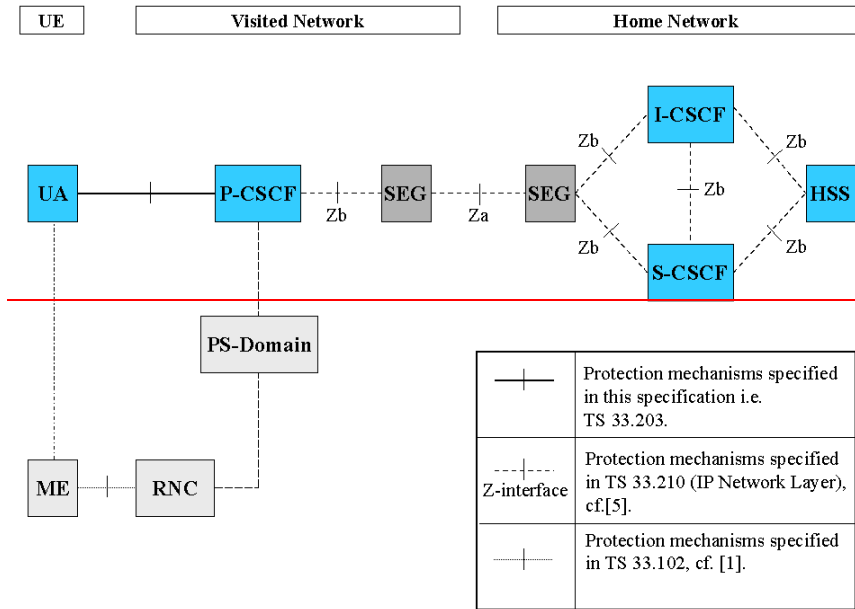 UE
Visited Network
Home Network
I-CSCF
Zb
Zb
UA
P-CSCF
SEG
SEG
Zb
HSS
Zb
Za
Zb
Zb
S-CSCF
PS-Domain
ME
RNC
Protection mechanisms specified
in this specification i.e.
TS 33.203.
Z-interface
Protection mechanisms specified
in TS 33.210 (IP Network Layer),
cf.[5].
Protection mechanisms specified
in TS 33.102, cf. [1].